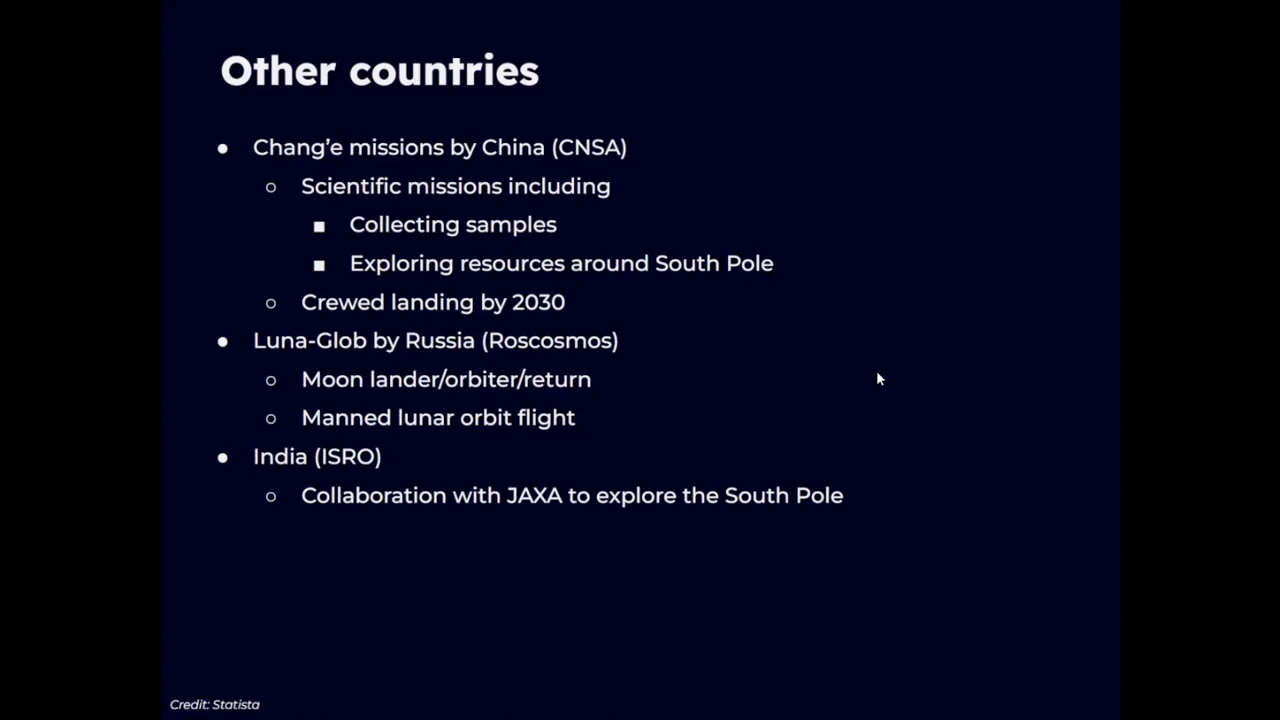 Other countries
● Chang’e missions by China (CNSA)
○ Scientific missions including
■ Collecting samples
■ Exploring resources around South Pole
○ Crewed landing by 2030
● Luna-Glob by Russia (Roscosmos)
○ Moon lander/orbiter/return
○ Manned lunar orbit flight
● India (ISRO)
○ Collaboration with JAXA to explore the South Pole
Credit: Statista